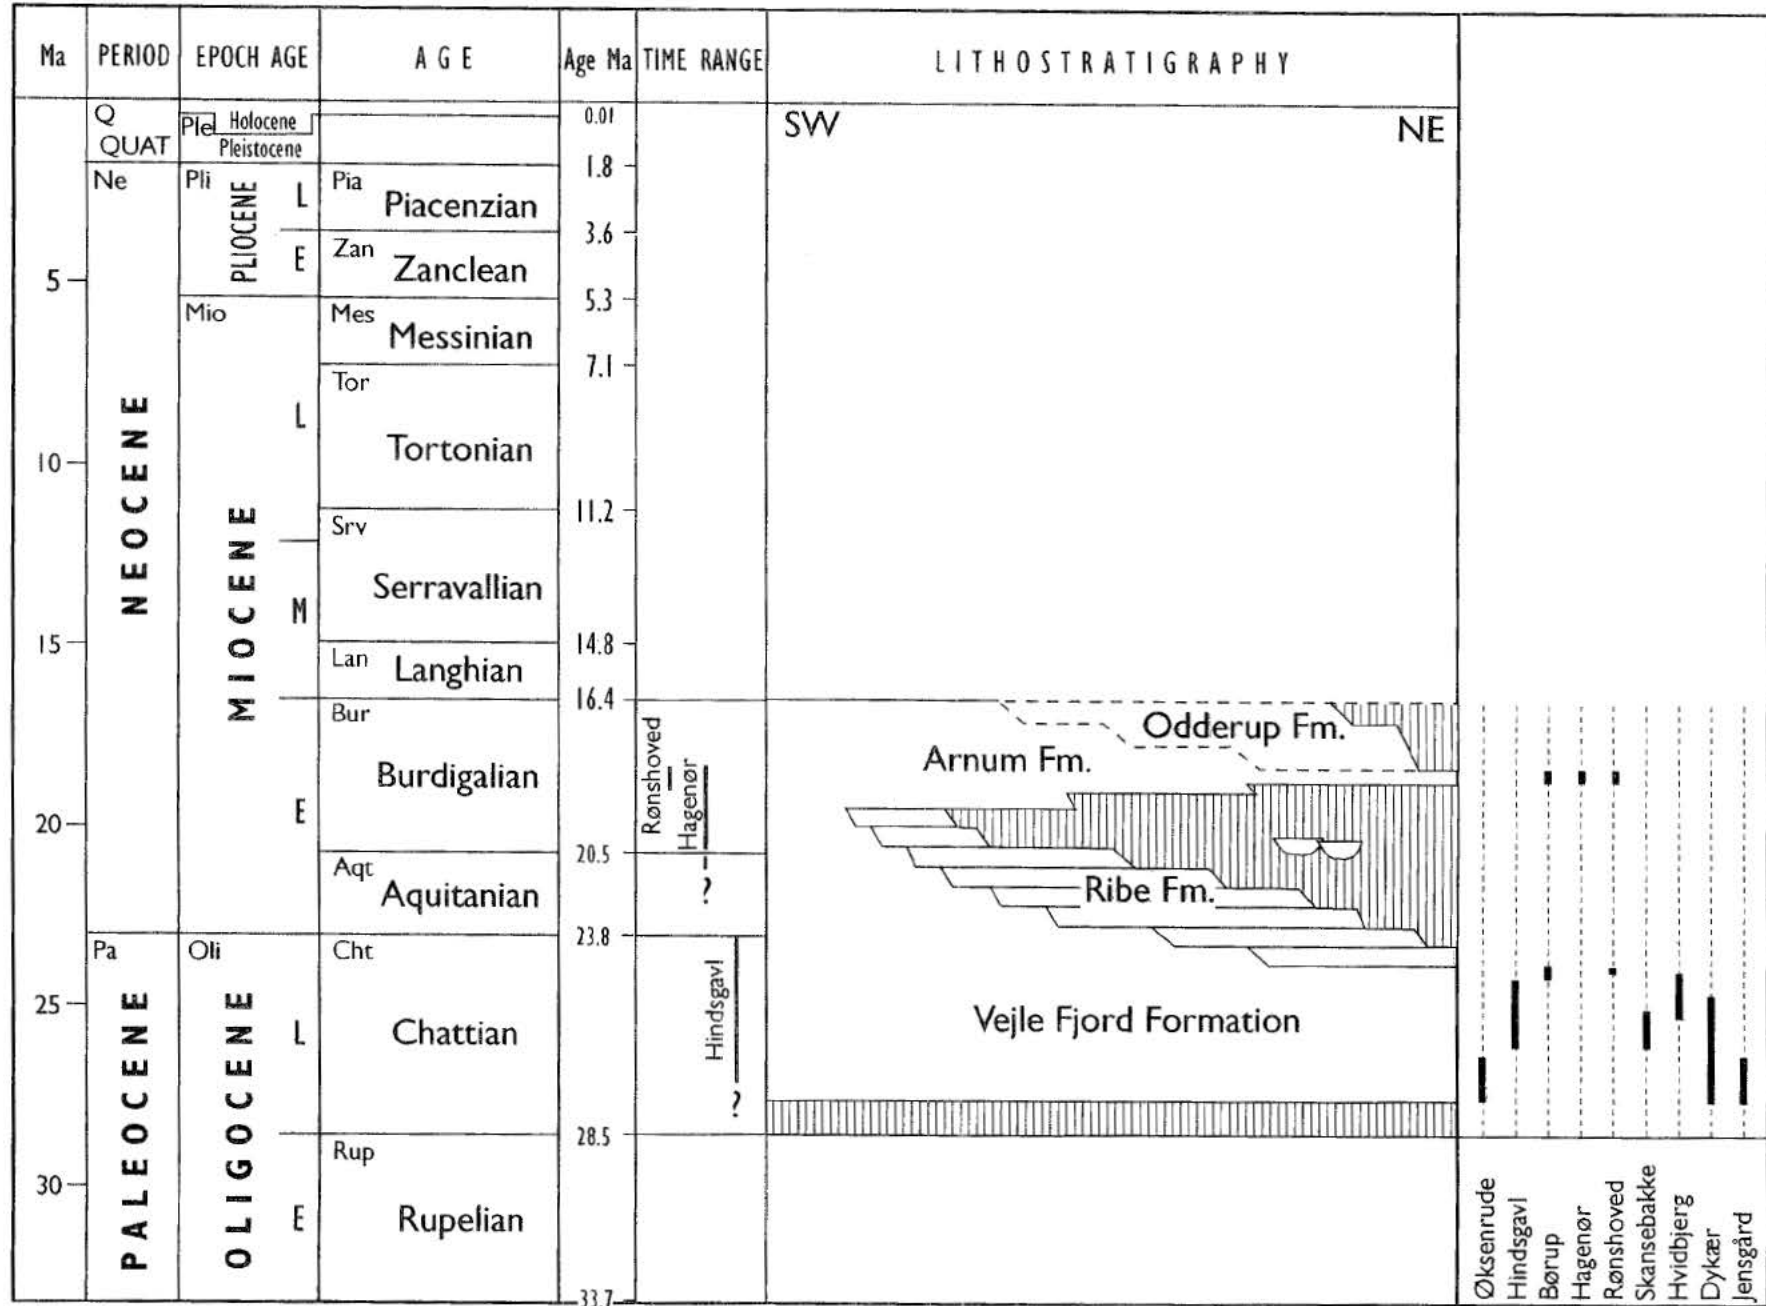 Ma PERIOD EPOCH AGE AGE Age Ma TIME RANGE LITHOSTRATIGRAPHY
Q
QUAT
Ple Holocene
Pleistocene
0.01
SW NE
1.8
Ne Pli PLIOCENE L Pia
Piacenzian
3.6
E Zan
Zanclean
5
5.3
Mio Mes
Messinian
7.1
NEOCENE MIOCENE L Tor
Tortonian
10
11.2
Srv
Serravallian
M
15
14.8
Lan
Langhian
16.4
Bur
Burdigalian
E
20
Rønshoved
Hagenør
Odderup Fm.
Arnum Fm.
20.5
Aqt
Aquitanian
?
Ribe Fm.
23.8
Pa Oli Cht
PALEOCENE OLIGOCENE L
Chattian
25
Hindsgavl
?
Vejle Fjord Formation
28.5
Rup
Rupelian
E
30
33.7
Øksenrude
Hindsgavl
Børup
Hagenør
Rønshoved
Skansebakke
Hvidbjerg
Dykær
Jensgård